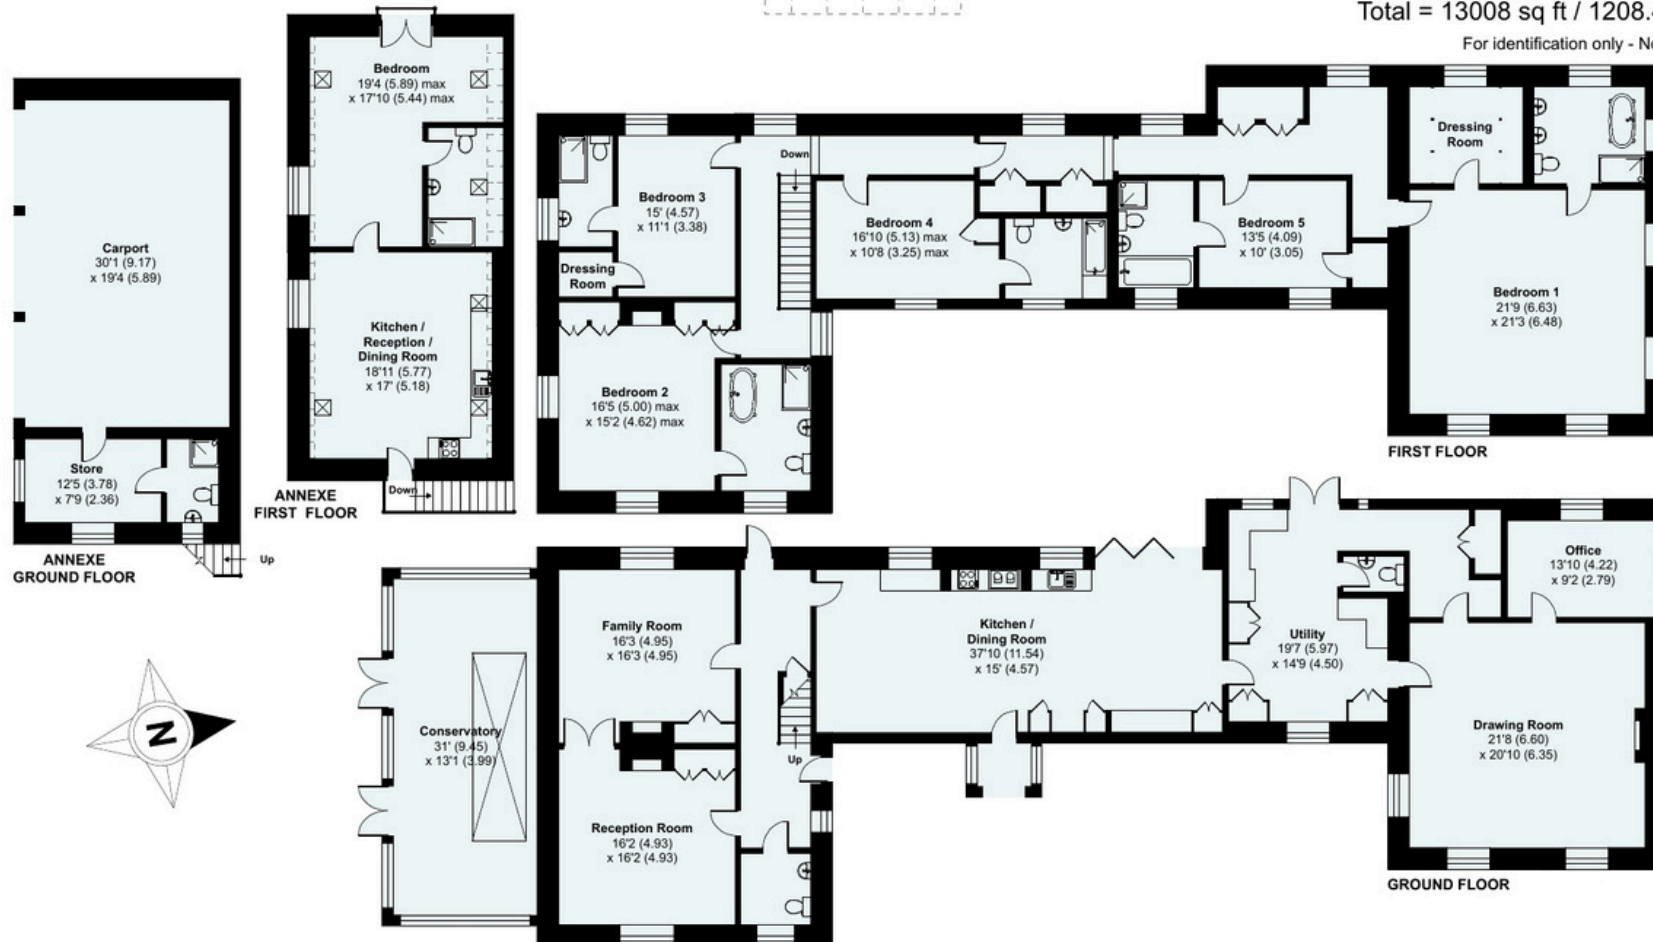 Total = 13008 sq ft / 1208.
For identification only - No
Bedroom
19'4 (5.89) max
x 17'10 (5.44) max
Carport
30'1 (9.17)
x 19'4 (5.89)
Kitchen /
Reception /
Dining Room
18'11 (5.77)
x 17' (5.18)
Store
12'5 (3.78)
x 7'9 (2.36)
Down
ANNEXE
FIRST FLOOR
ANNEXE
GROUND FLOOR
Up
Bedroom 3
15' (4.57)
x 11'1 (3.38)
Dressing
Room
Down
Bedroom 4
16'10 (5.13) max
x 10'8 (3.25) max
Bedroom 5
13'5 (4.09)
x 10' (3.05)
Dressing
Room
Bedroom 1
21'9 (6.63)
x 21'3 (6.48)
Bedroom 2
16'5 (5.00) max
x 15'2 (4.62) max
FIRST FLOOR
Office
13'10 (4.22)
x 9'2 (2.79)
Family Room
16'3 (4.95)
x 16'3 (4.95)
Kitchen /
Dining Room
37'10 (11.54)
x 15' (4.57)
Utility
19'7 (5.97)
x 14'9 (4.50)
N
Conservatory
31' (9.45)
x 13'1 (3.99)
Up
Drawing Room
21'8 (6.60)
x 20'10 (6.35)
Reception Room
16'2 (4.93)
x 16'2 (4.93)
GROUND FLOOR